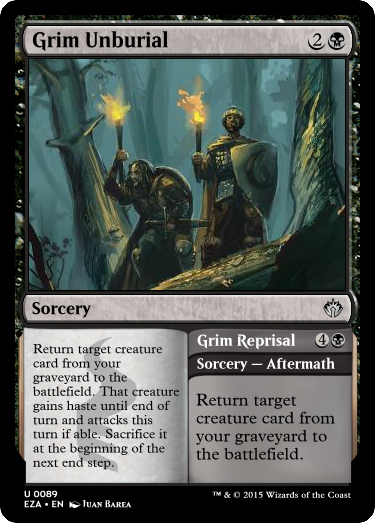 Grim Unburial 2
Sorcery
Return target creature
card from your
graveyard to the
battlefield. That creature
gains haste until end of
turn and attacks this
turn if able. Sacrifice it
at the beginning of the
next end step.
Grim Reprisal 4
Sorcery — Aftermath
Return target
creature card from
your graveyard to
the battlefield.
U 0089
EZA • EN Juan Barea
™ & © 2015 Wizards of the Coast